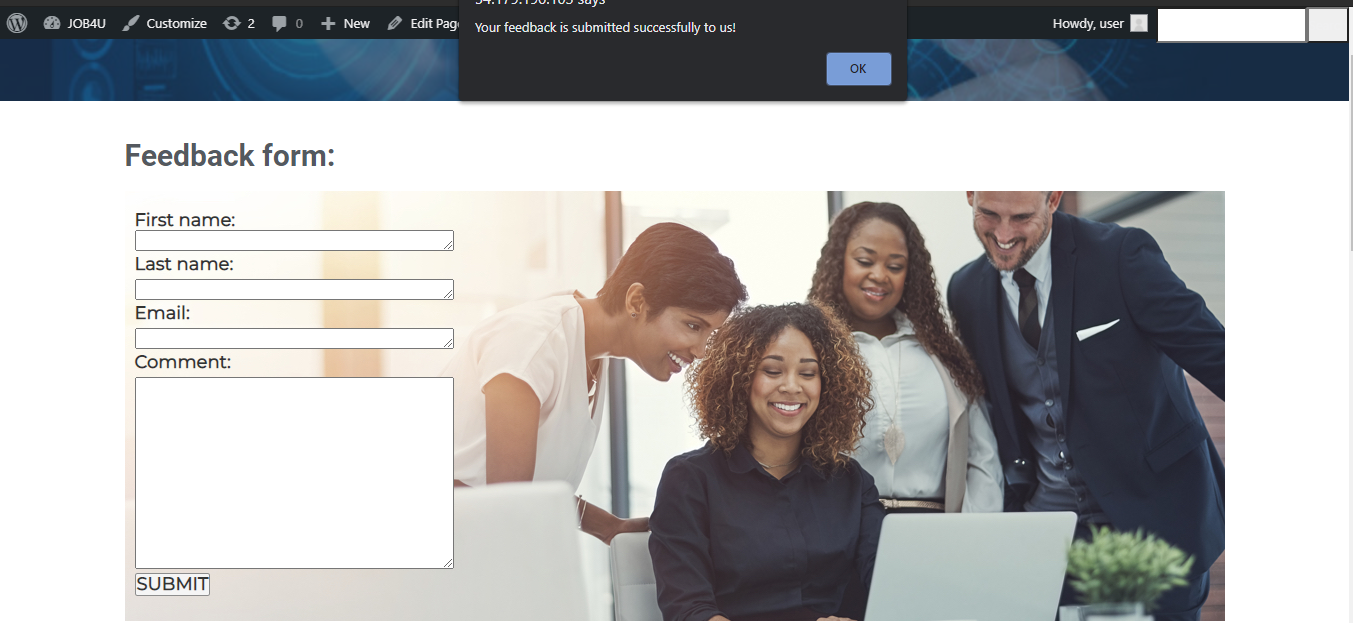 says
JOB4U Customize 2 0 + New Edit Pag
Your feedback is submitted successfully to us!
Howdy, user
OK
Feedback form:
First name:
Last name:
Email:
Comment:
SUBMIT